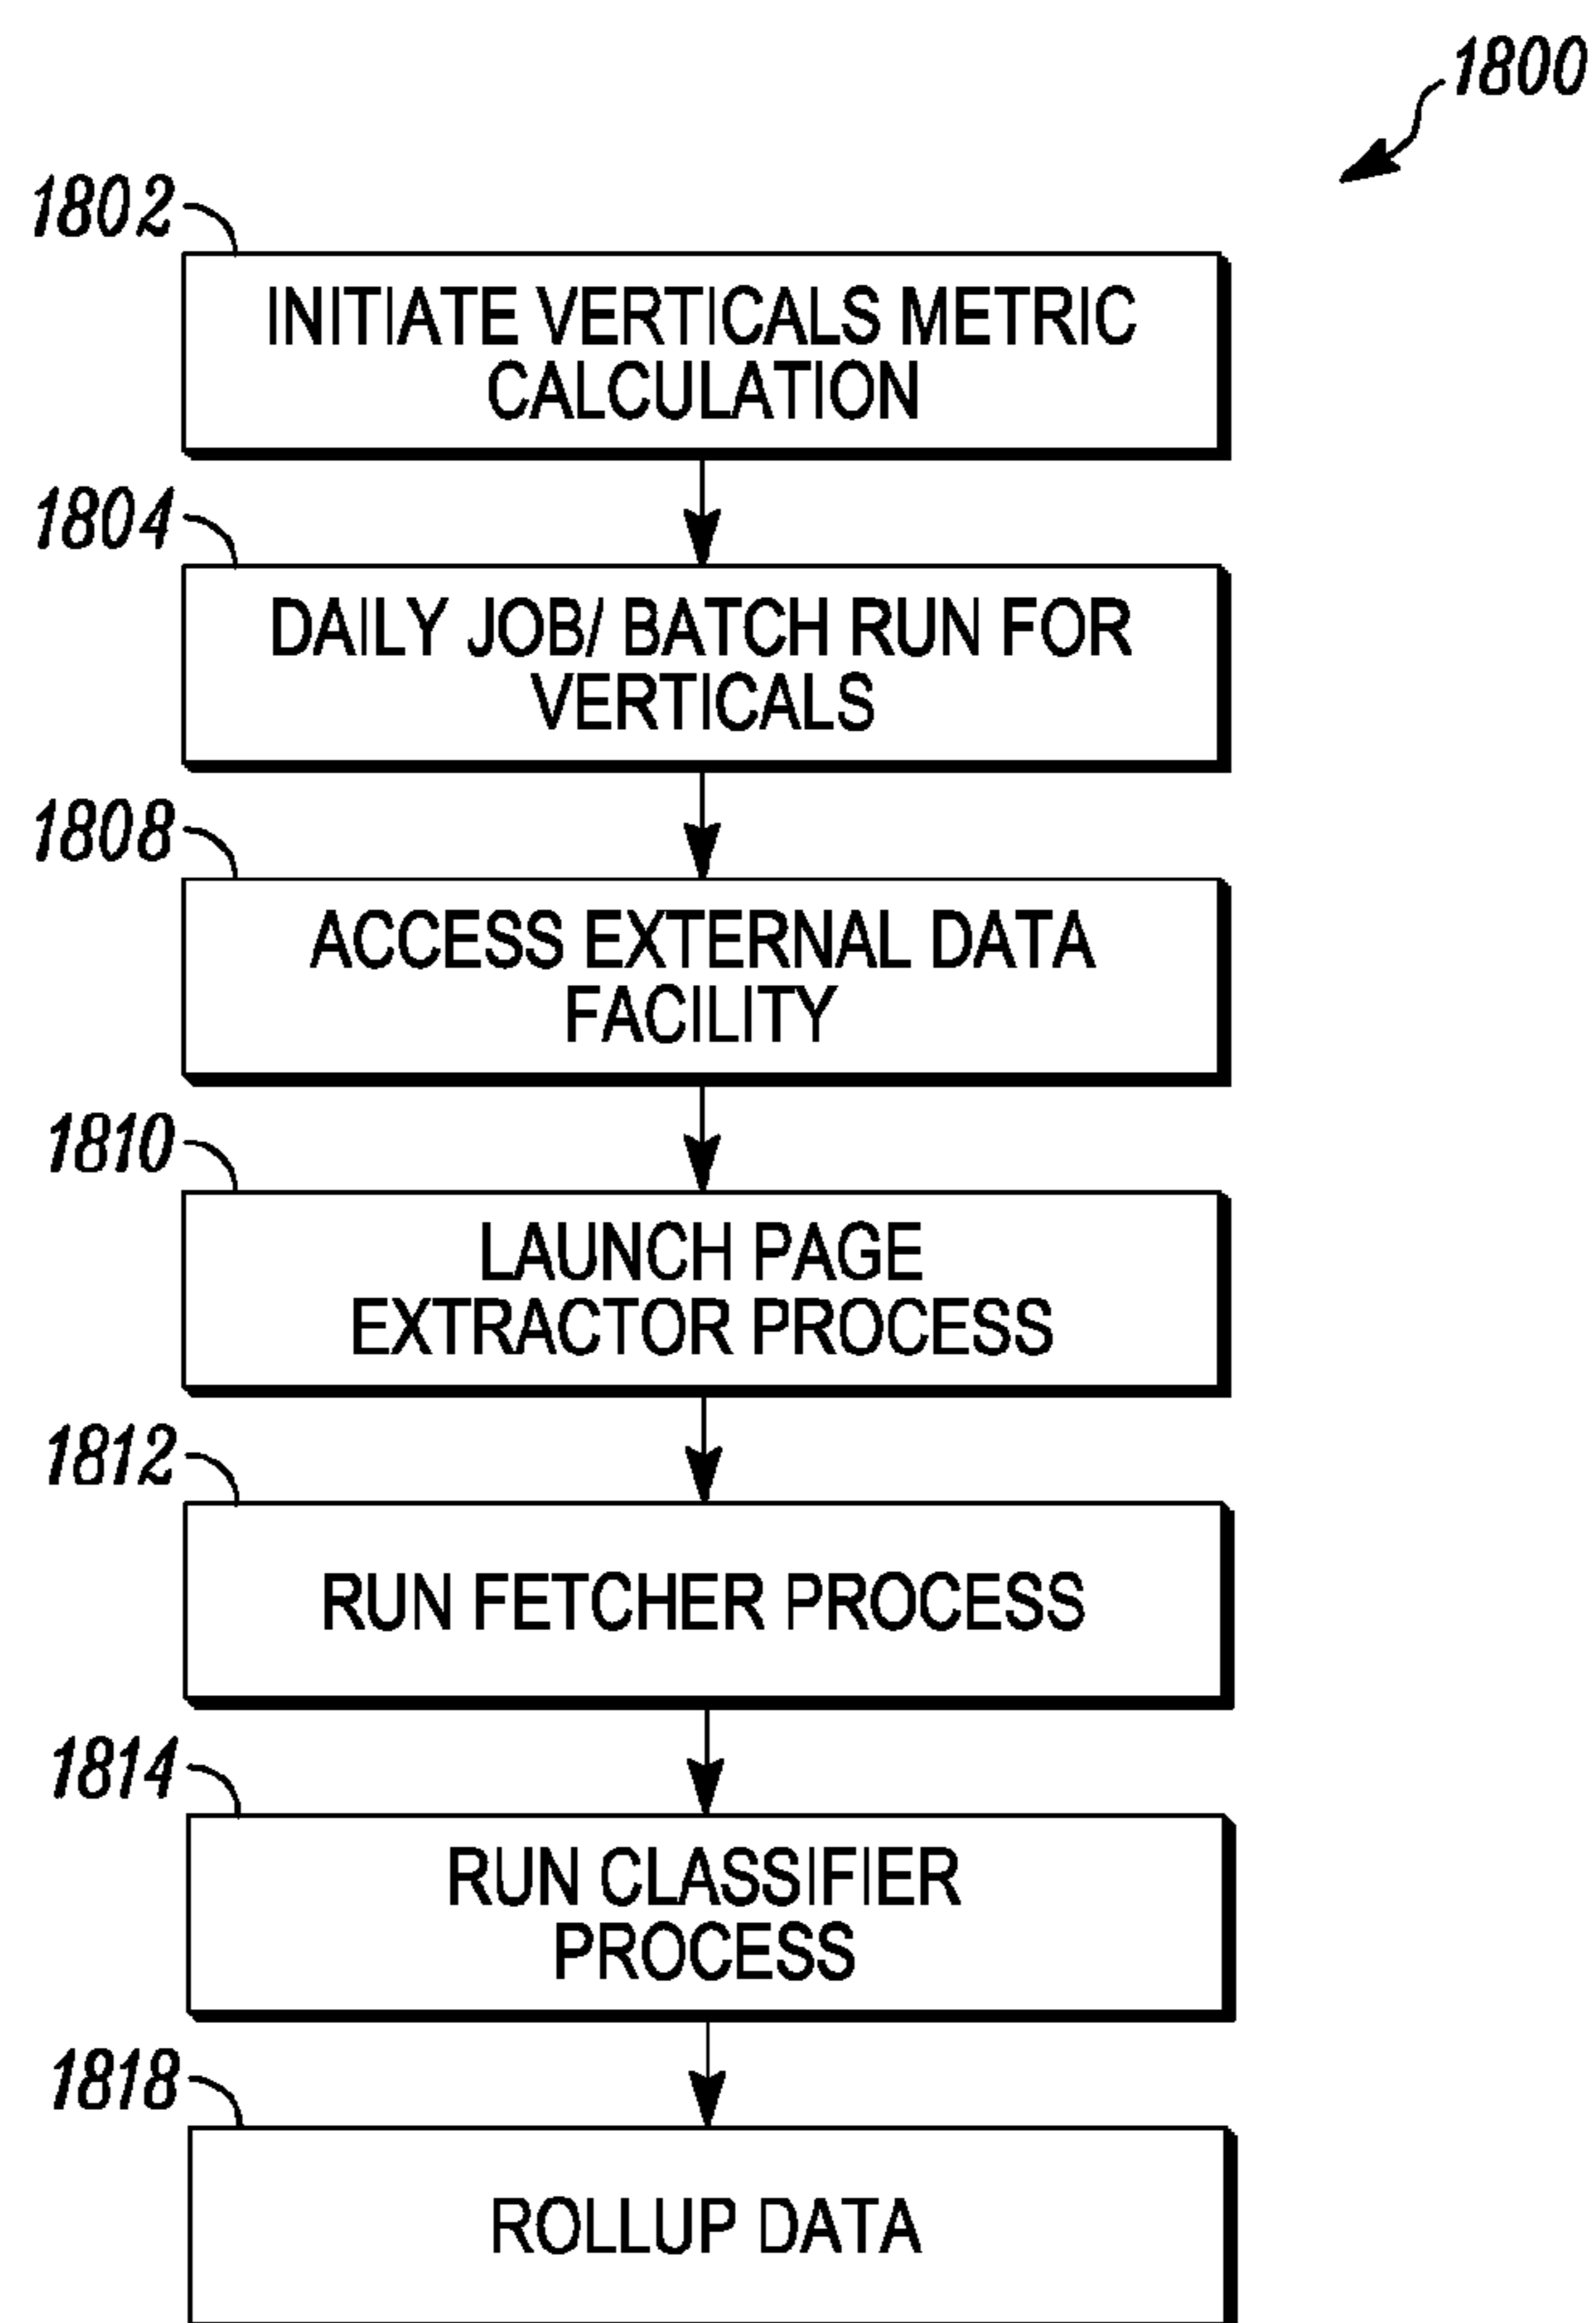 1800
1802
INITIATE VERTICALS METRIC
CALCULATION
1804
DAILY JOB/ BATCH RUN FOR
VERTICALS
1808
ACCESS EXTERNAL DATA
FACILITY
1810
LAUNCH PAGE
EXTRACTOR PROCESS
1812
RUN FETCHER PROCESS
1814
RUN CLASSIFIER
PROCESS
1818
ROLLUP DATA